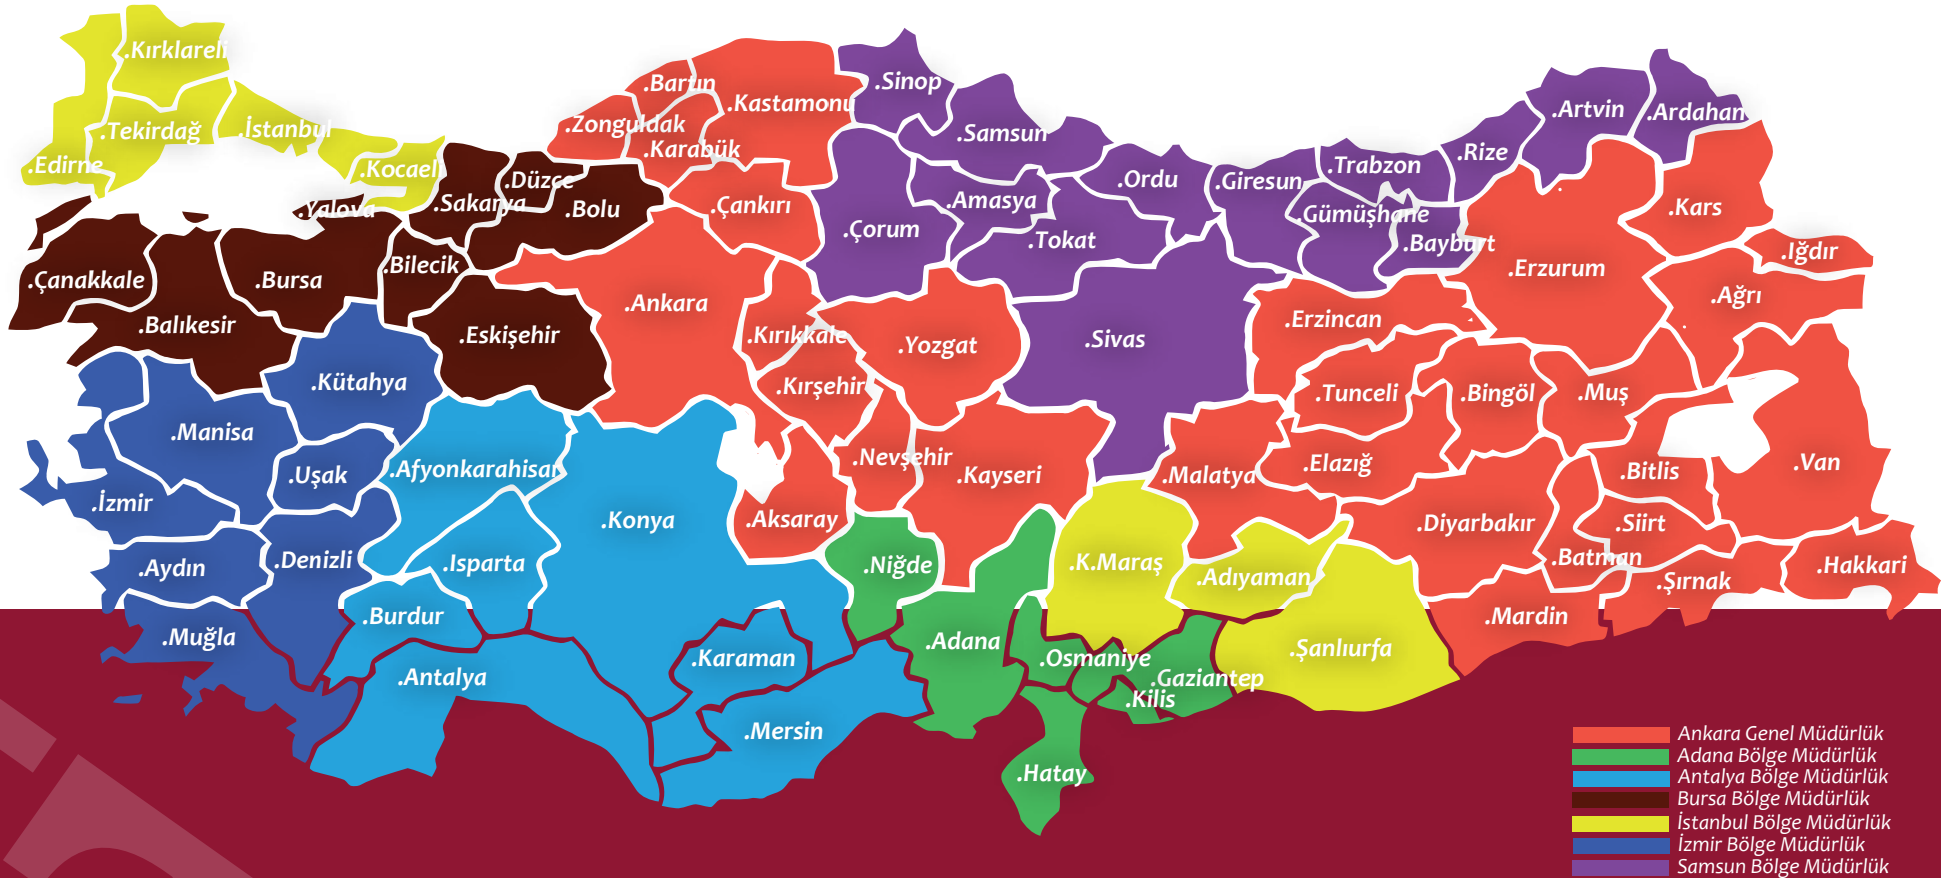 .Kırklareli
.Tekirdağ
.İstanbul
.Edirne
.Kocaeli
.Yalova
.Sakarya
.Düzce
.Bolu
.Bilecik
.Bursa
.Çanakkale
.Balıkesir
.Eskişehir
.Zonguldak
.Bartın
.Karabük
.Kastamonu
.Çankırı
.Sinop
.Samsun
.Çorum
.Amasya
.Tokat
.Ordu
.Giresun
.Trabzon
.Gümüşhane
.Bayburt
.Rize
.Artvin
.Ardahan
.Kars
.Iğdır
.Ağrı
.Erzurum
.Erzincan
.Sivas
.Yozgat
.Ankara
.Kırıkkale
.Kırşehir
.Nevşehir
.Kayseri
.Aksaray
.Malatya
.Elazığ
.Tunceli
.Bingöl
.Muş
.Bitlis
.Van
.Siirt
.Batman
.Diyarbakır
.Şırnak
.Hakkari
.Mardin
.Kütahya
.Manisa
.Uşak
.İzmir
.Aydın
.Denizli
.Muğla
.Afyonkarahisar
.Isparta
.Burdur
.Antalya
.Konya
.Karaman
.Mersin
.Niğde
.Adana
.Osmaniye
.Gaziantep
.Kilis
.Hatay
.K.Maraş
.Adıyaman
.Şanlıurfa
Ankara Genel Müdürlük
Adana Bölge Müdürlük
Antalya Bölge Müdürlük
Bursa Bölge Müdürlük
İstanbul Bölge Müdürlük
İzmir Bölge Müdürlük
Samsun Bölge Müdürlük